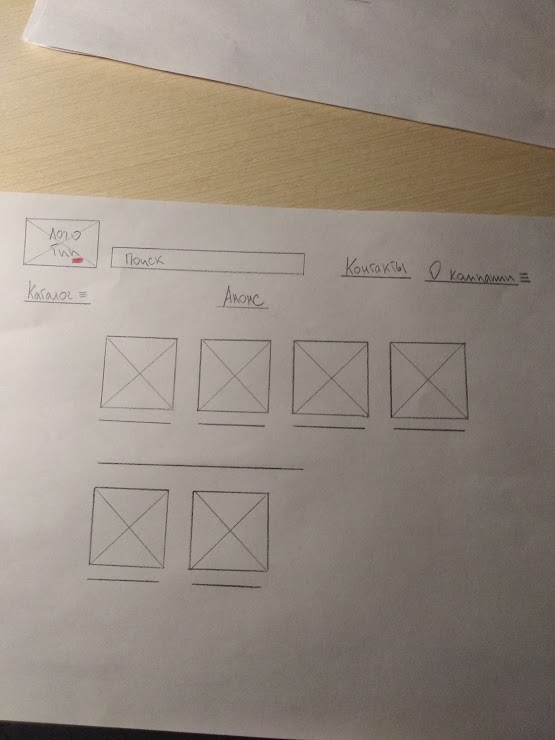 Лого
тип
Поиск
Контакты
О компании
Каталог
Анонс